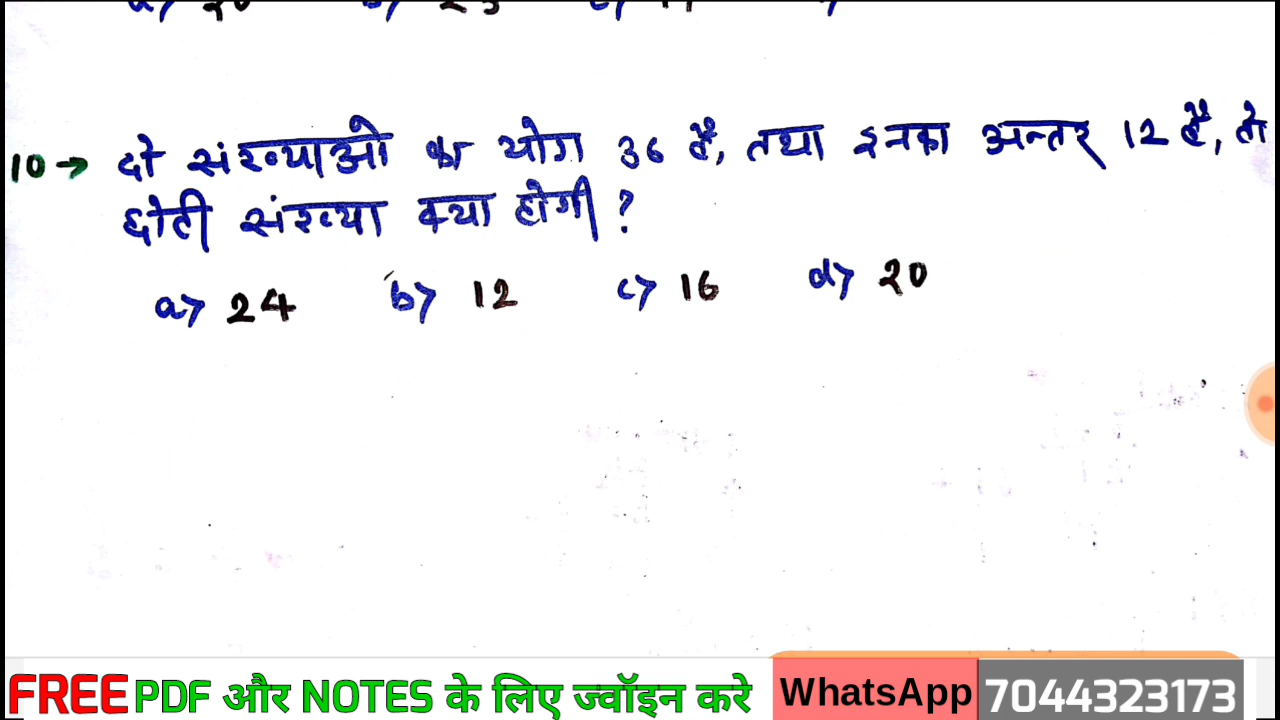 10→ दो संख्याओ का योग 36 है, तथा इनका अन्तर 12 है, तो
छोटी संख्या क्या होगी ?
a> 24 b> 12 c> 16 d> 20
FREE PDF और NOTES के लिए ज्वॉइन करे WhatsApp 7044323173